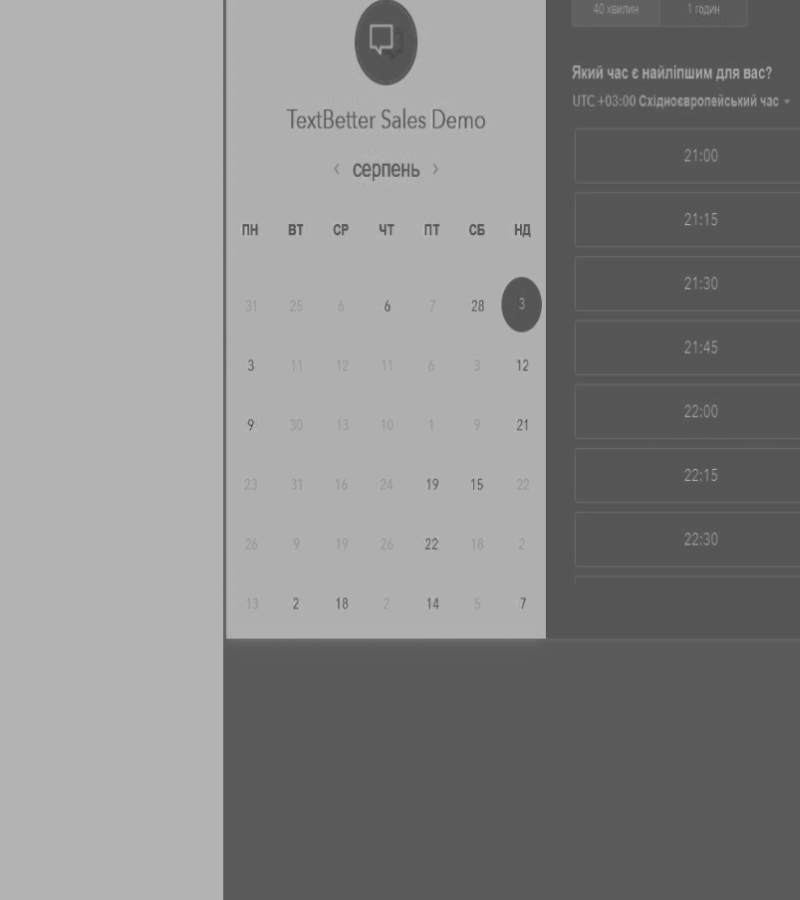 TextBetter Sales Demo
‹ серпень ›
ПН ВТ СР ЧТ ПТ СБ НД
31 25 6 6 7 28 3
3 11 12 11 6 3 12
9 30 13 10 1 9 21
23 31 16 24 19 15 22
26 9 19 26 22 18 2
13 2 18 2 14 5 7
40 хвилин 1 годин
Який час є найліпшим для вас?
UTC +03:00 Східноєвропейський час
21:00
21:15
21:30
21:45
22:00
22:15
22:30